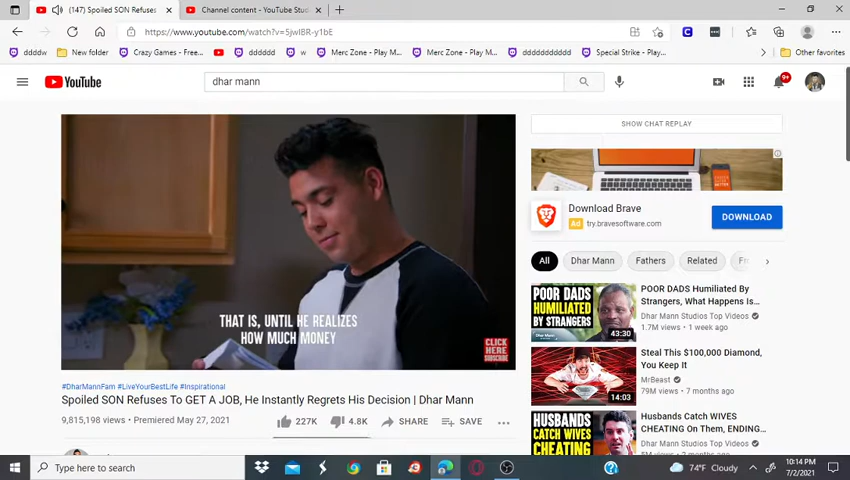 (147) Spoiled SON Refuses
Channel content - YouTube Stud
https://www.youtube.com/watch?v=5jwIBR-y1bE
ddddw
New folder
Crazy Games - Free...
dddddd
w
Merc Zone - Play M...
dddddd
Merc Zone - Play M...
ddddddddddd
Special Strike - Play...
Other favorites
YouTube
dhar mann
9+
THAT IS, UNTIL HE REALIZES
HOW MUCH MONEY
CLICK
HERE
SUBSCRIBE
#DharMannFam #LiveYourBestLife #Inspirational
Spoiled SON Refuses To GET A JOB, He Instantly Regrets His Decision | Dhar Mann
9,815,198 views • Premiered May 27, 2021
227K
4.8K
SHARE
SAVE
SHOW CHAT REPLAY
Download Brave
Ad try.bravesoftware.com
DOWNLOAD
All
Dhar Mann
Fathers
Related
POOR DADS
HUMILIATED
BY STRANGERS
43:30
POOR DADS Humiliated By
Strangers, What Happens Is...
Dhar Mann Studios Top Videos
1.7M views • 1 week ago
14:03
Steal This $100,000 Diamond,
You Keep It
MrBeast
79M views • 7 months ago
HUSBANDS
CATCH WIVES
CHEATING
Husbands Catch WIVES
CHEATING On Them, ENDING...
Dhar Mann Studios Top Videos
Type here to search
74°F Cloudy
10:14 PM
7/2/2021